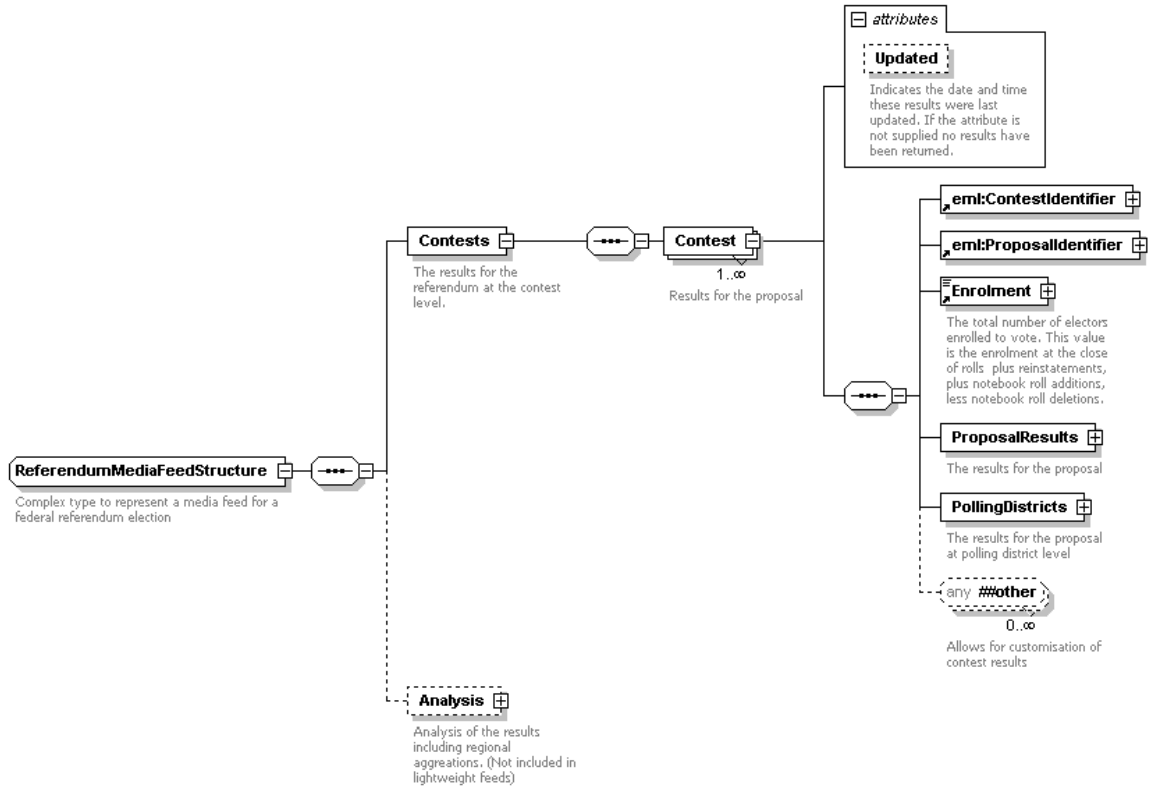 attributes
Updated
Indicates the date and time
these results were last
updated. If the attribute is
not supplied no results have
been returned.
eml:ContestIdentifier
eml:ProposalIdentifier
Enrolment
The total number of electors
enrolled to vote. This value
is the enrolment at the close
of rolls plus reinstatements,
plus notebook roll additions,
less notebook roll deletions.
Contests
The results for the
referendum at the contest
level.
Contest
1..∞
Results for the proposal
ProposalResults
The results for the proposal
PollingDistricts
The results for the proposal
at polling district level
any ##other
0..∞
Allows for customisation of
contest results
ReferendumMediaFeedStructure
Complex type to represent a media feed for a
federal referendum election
Analysis
Analysis of the results
including regional
aggreations. (Not included in
lightweight feeds)